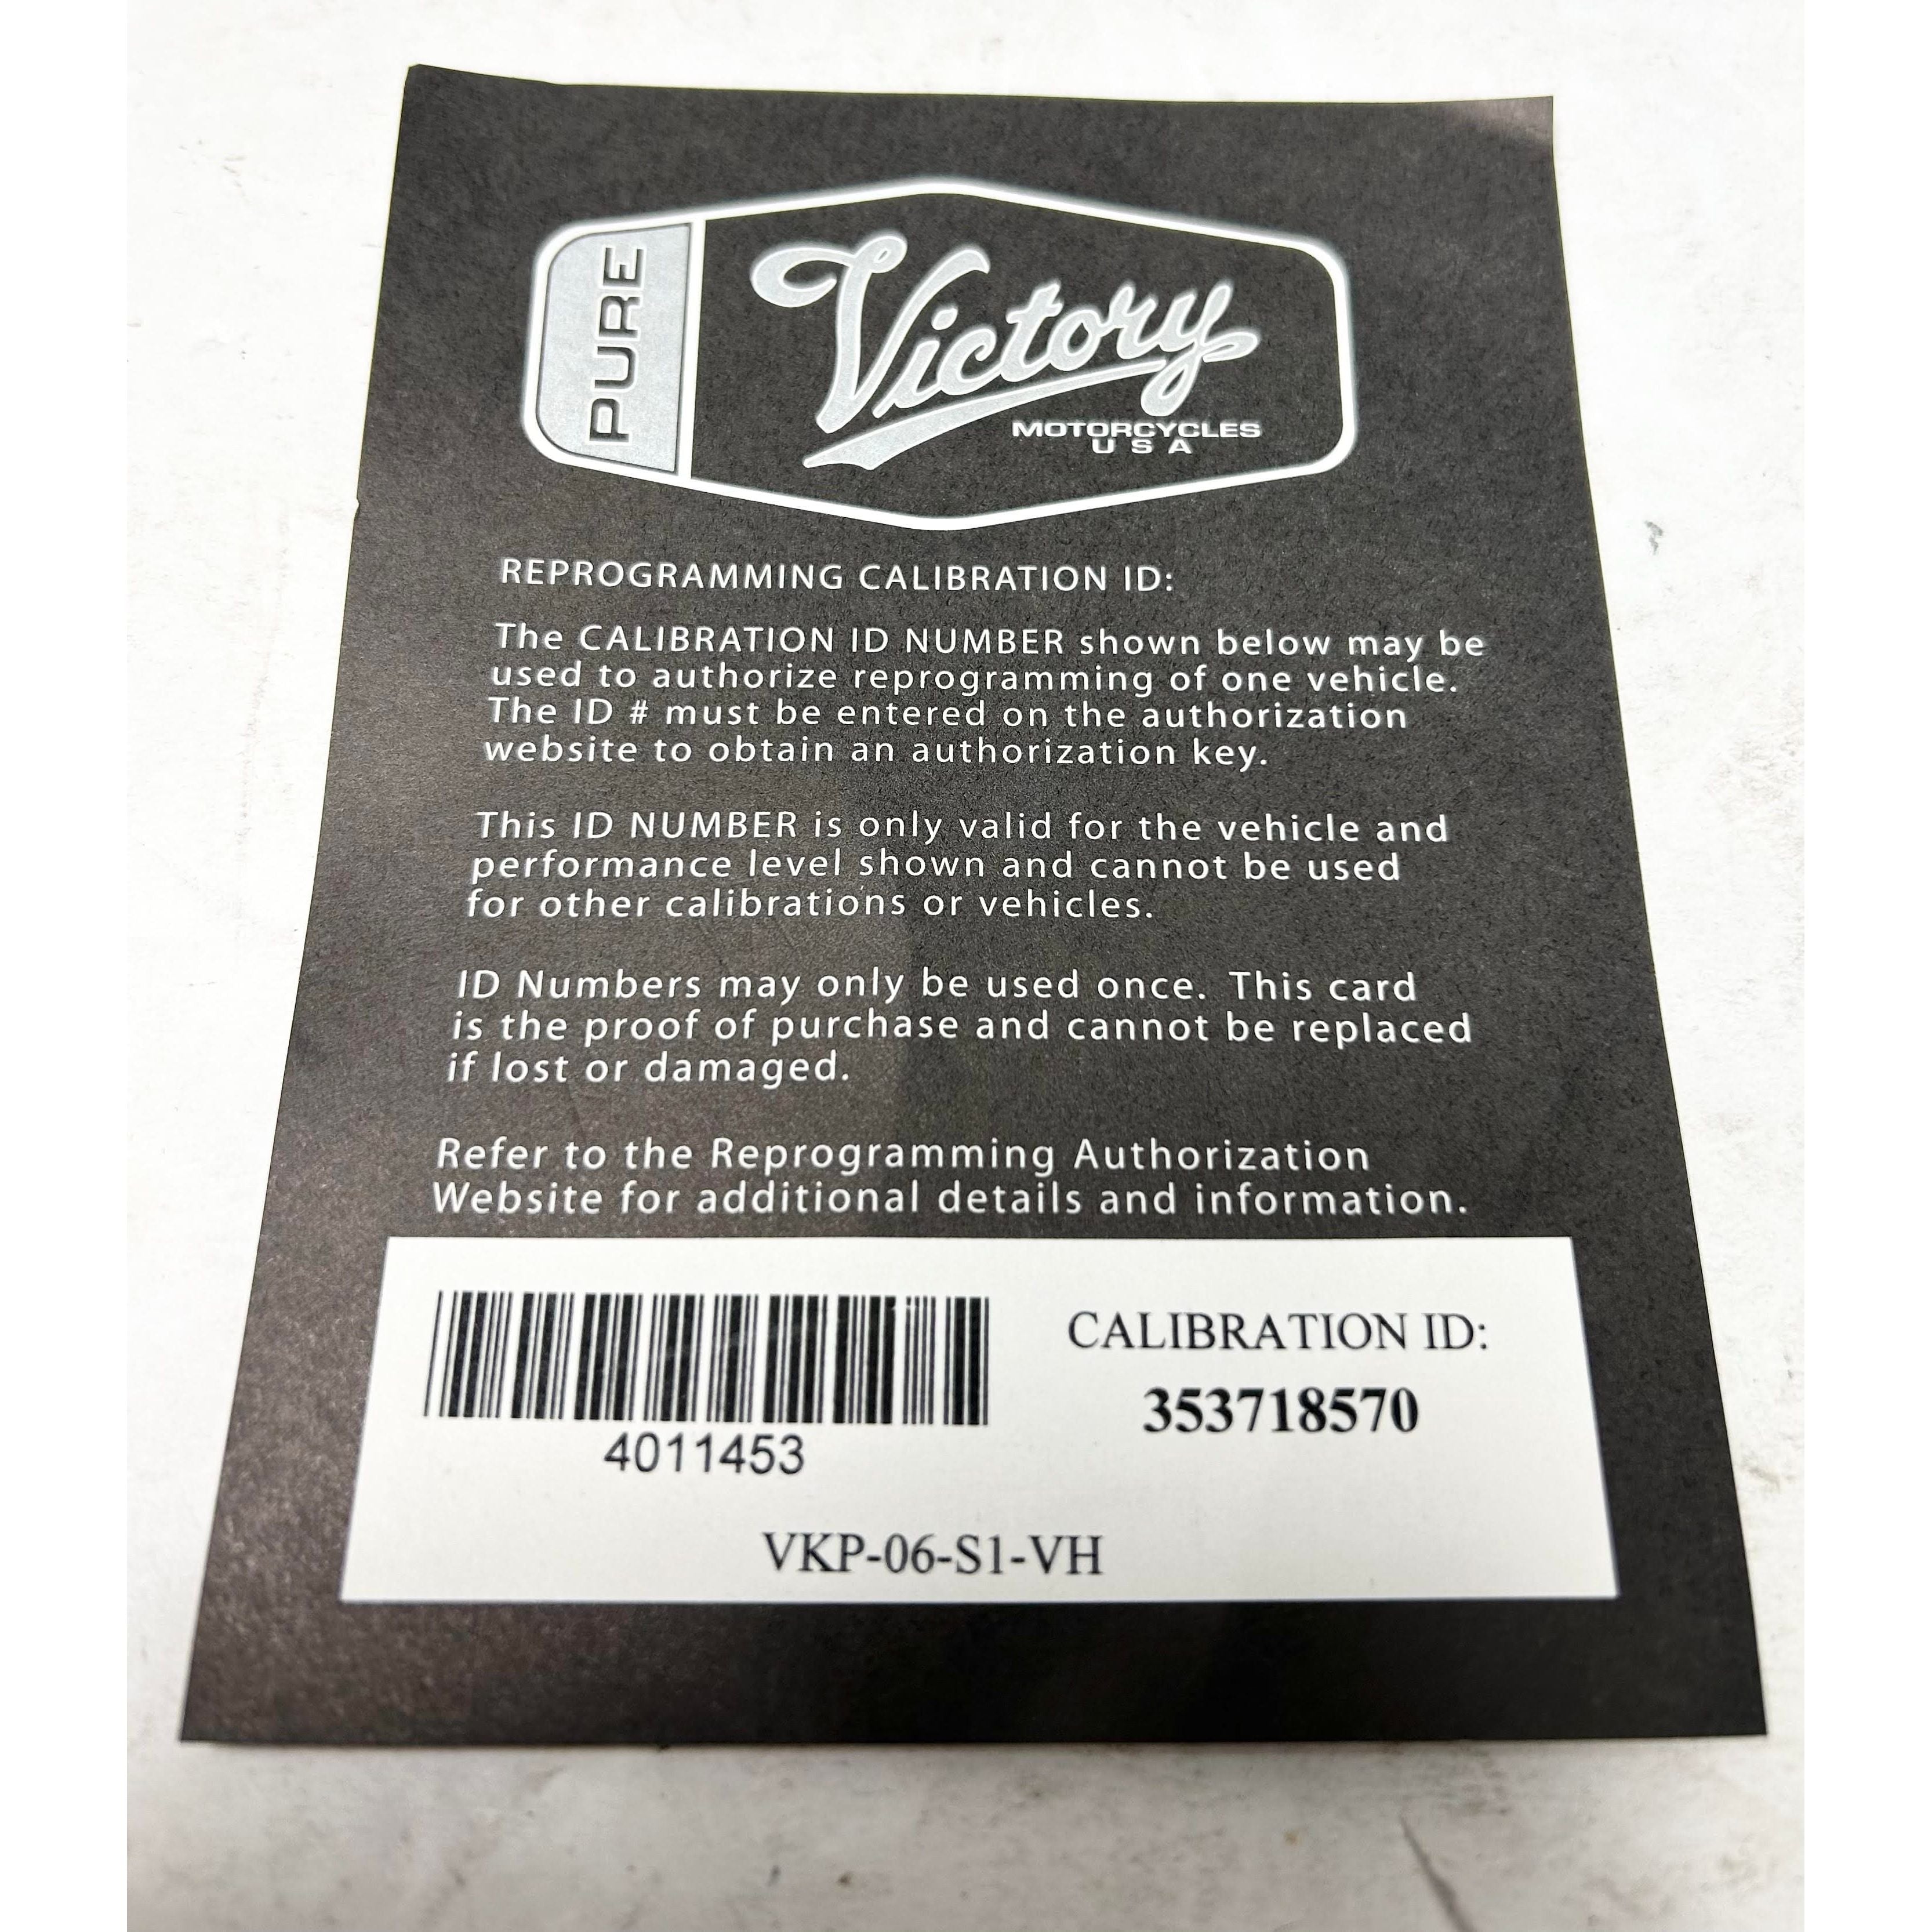 PURE
Victory
MOTORCYCLES
USA
REPROGRAMMING CALIBRATION ID:
The CALIBRATION ID NUMBER shown below may be
used to authorize reprogramming of one vehicle.
The ID # must be entered on the authorization
website to obtain an authorization key.
This ID NUMBER is only valid for the vehicle and
performance level shown and cannot be used
for other calibrations or vehicles.
ID Numbers may only be used once. This card
is the proof of purchase and cannot be replaced
if lost or damaged.
Refer to the Reprogramming Authorization
Website for additional details and information.
4011453
CALIBRATION ID:
353718570
VKP-06-S1-VH